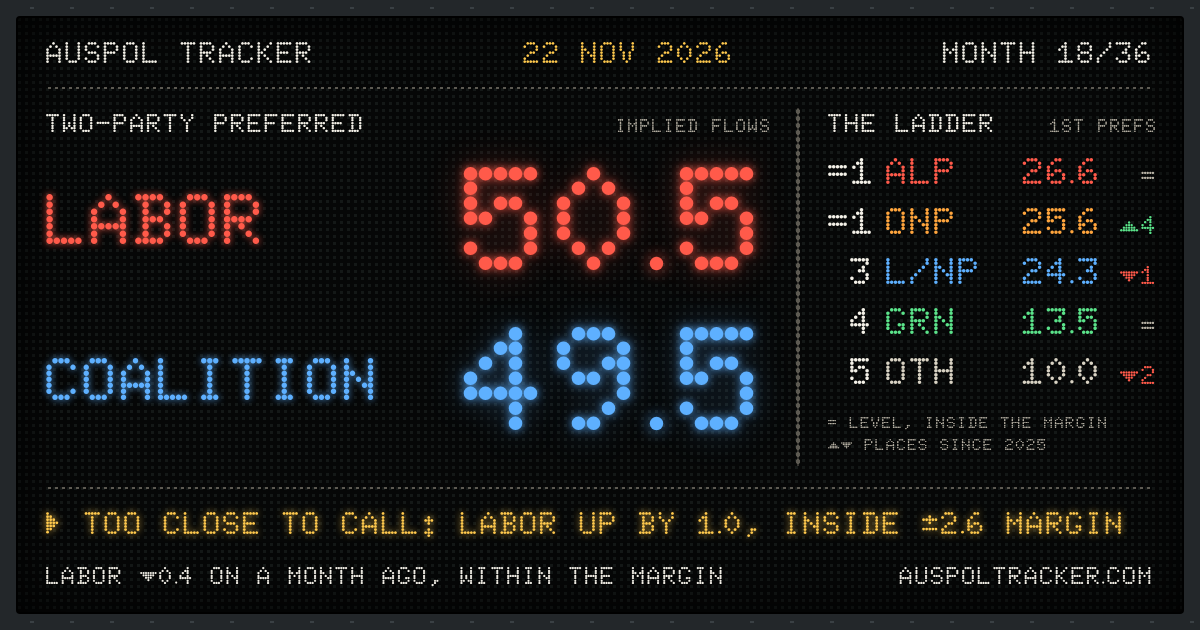 AUSPOL TRACKER 22 NOV 2026 MONTH 18/36
TWO-PARTY PREFERRED IMPLIED FLOWS
LABOR 50.5
COALITION 49.5
THE LADDER 1ST PREFS
=1 ALP 26.6 =
=1 ONP 25.6 ▲4
3 L/NP 24.3 ▼1
4 GRN 13.5 =
5 OTH 10.0 ▼2
= LEVEL, INSIDE THE MARGIN
▲▼ PLACES SINCE 2025
▶ TOO CLOSE TO CALL: LABOR UP BY 1.0, INSIDE ±2.6 MARGIN
LABOR ▼0.4 ON A MONTH AGO, WITHIN THE MARGIN AUSPOLTRACKER.COM